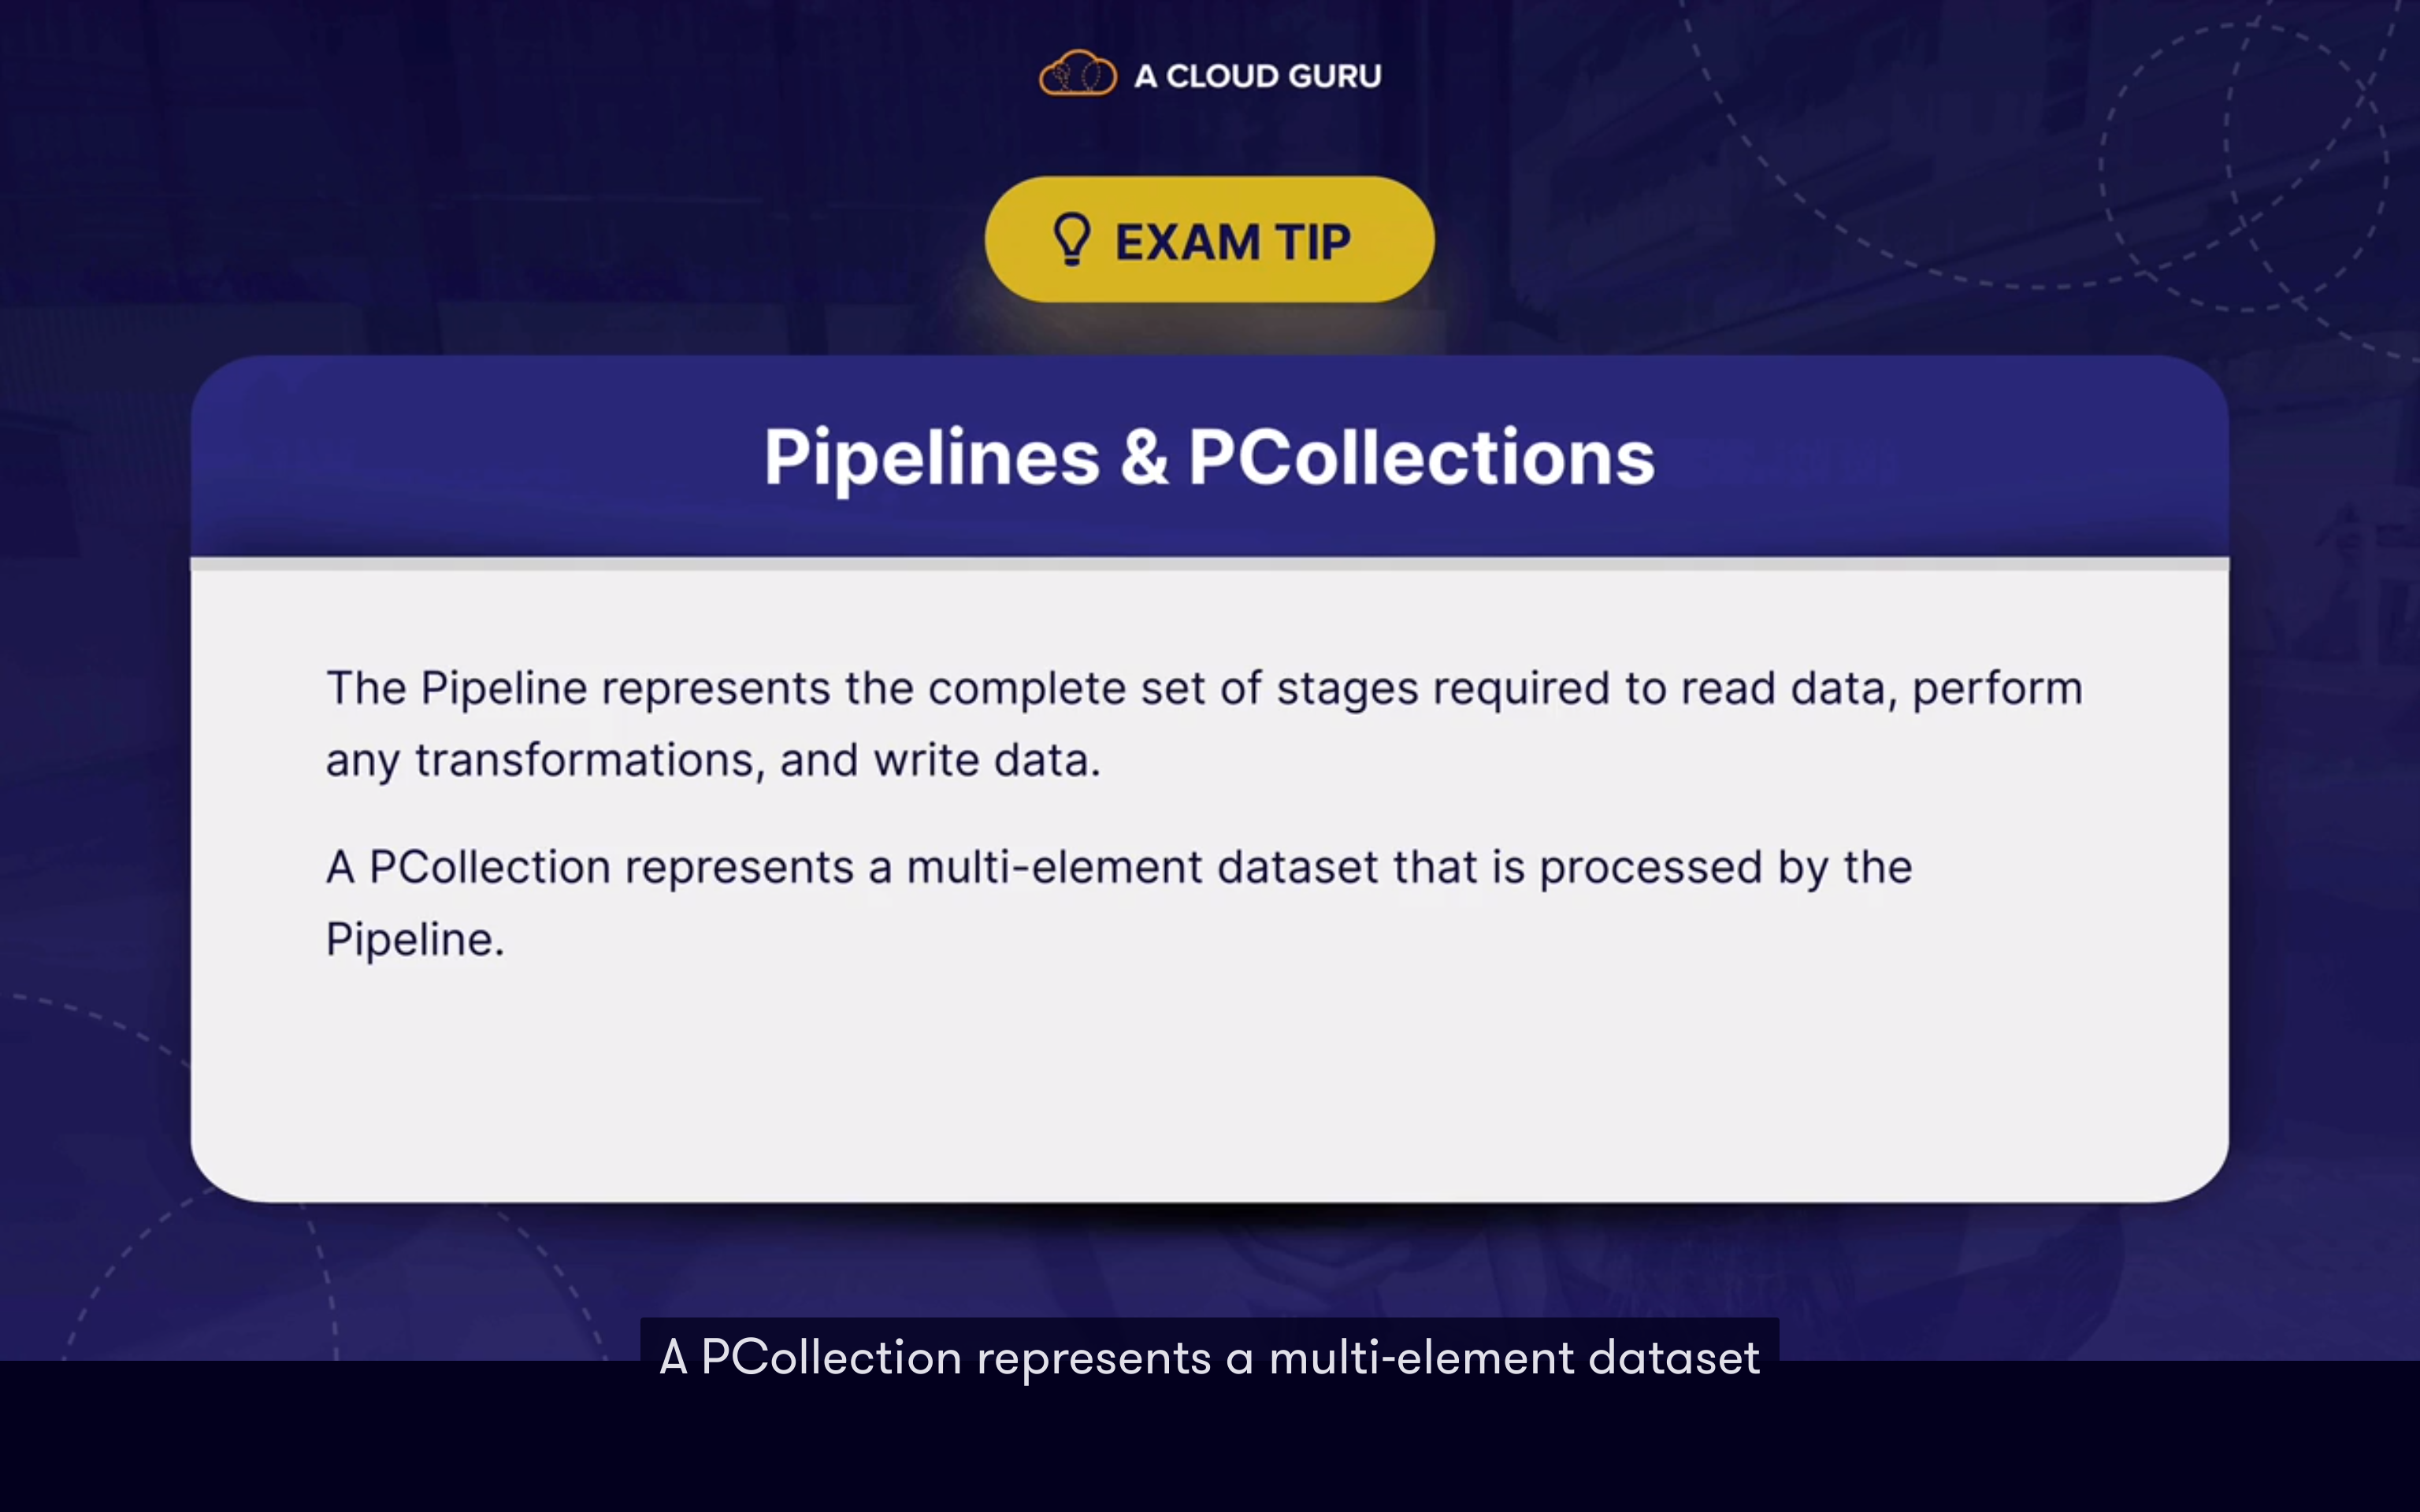 A CLOUD GURU
EXAM TIP
Pipelines & PCollections
The Pipeline represents the complete set of stages required to read data, perform
any transformations, and write data.
A PCollection represents a multi-element dataset that is processed by the
Pipeline.
A PCollection represents a multi-element dataset